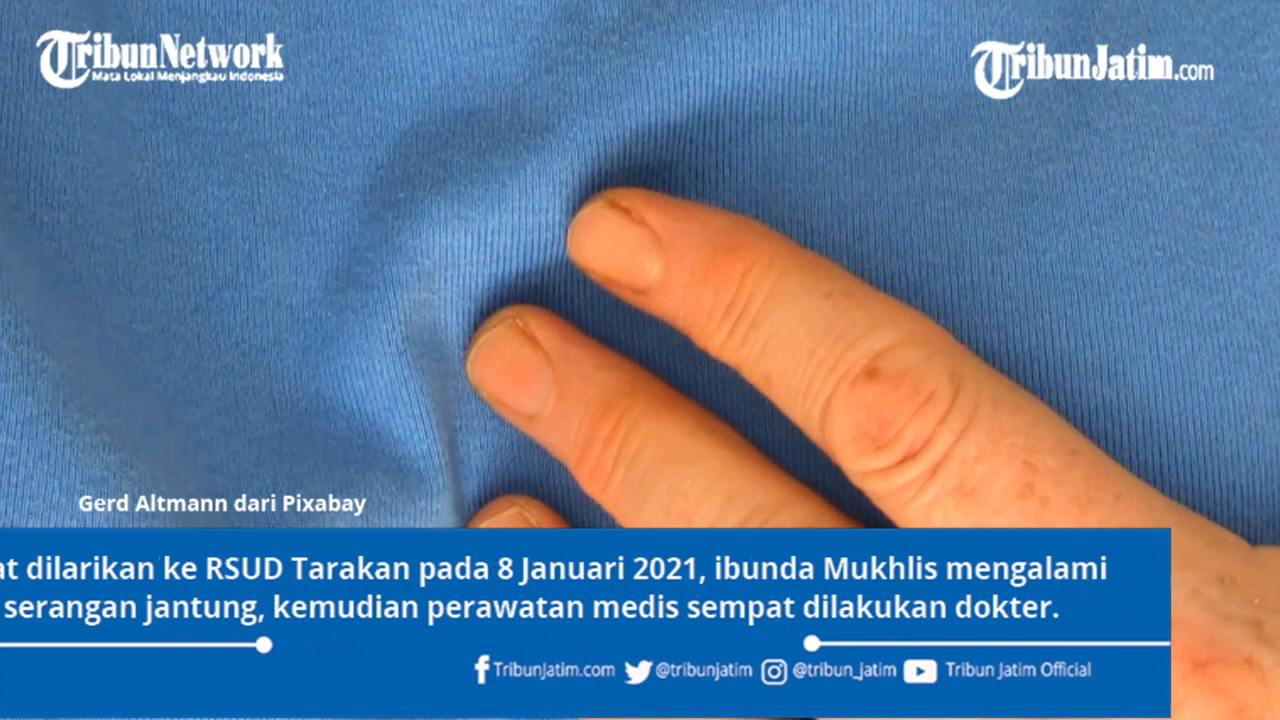 TribunNetwork
Mata Lokal Menjangkau Indonesia
TribunJatim.com
Gerd Altmann dari Pixabay
at dilarikan ke RSUD Tarakan pada 8 Januari 2021, ibunda Mukhlis mengalami
serangan jantung, kemudian perawatan medis sempat dilakukan dokter.
TribunJatim.com @tribunjatim @tribun_jatim Tribun Jatim Official